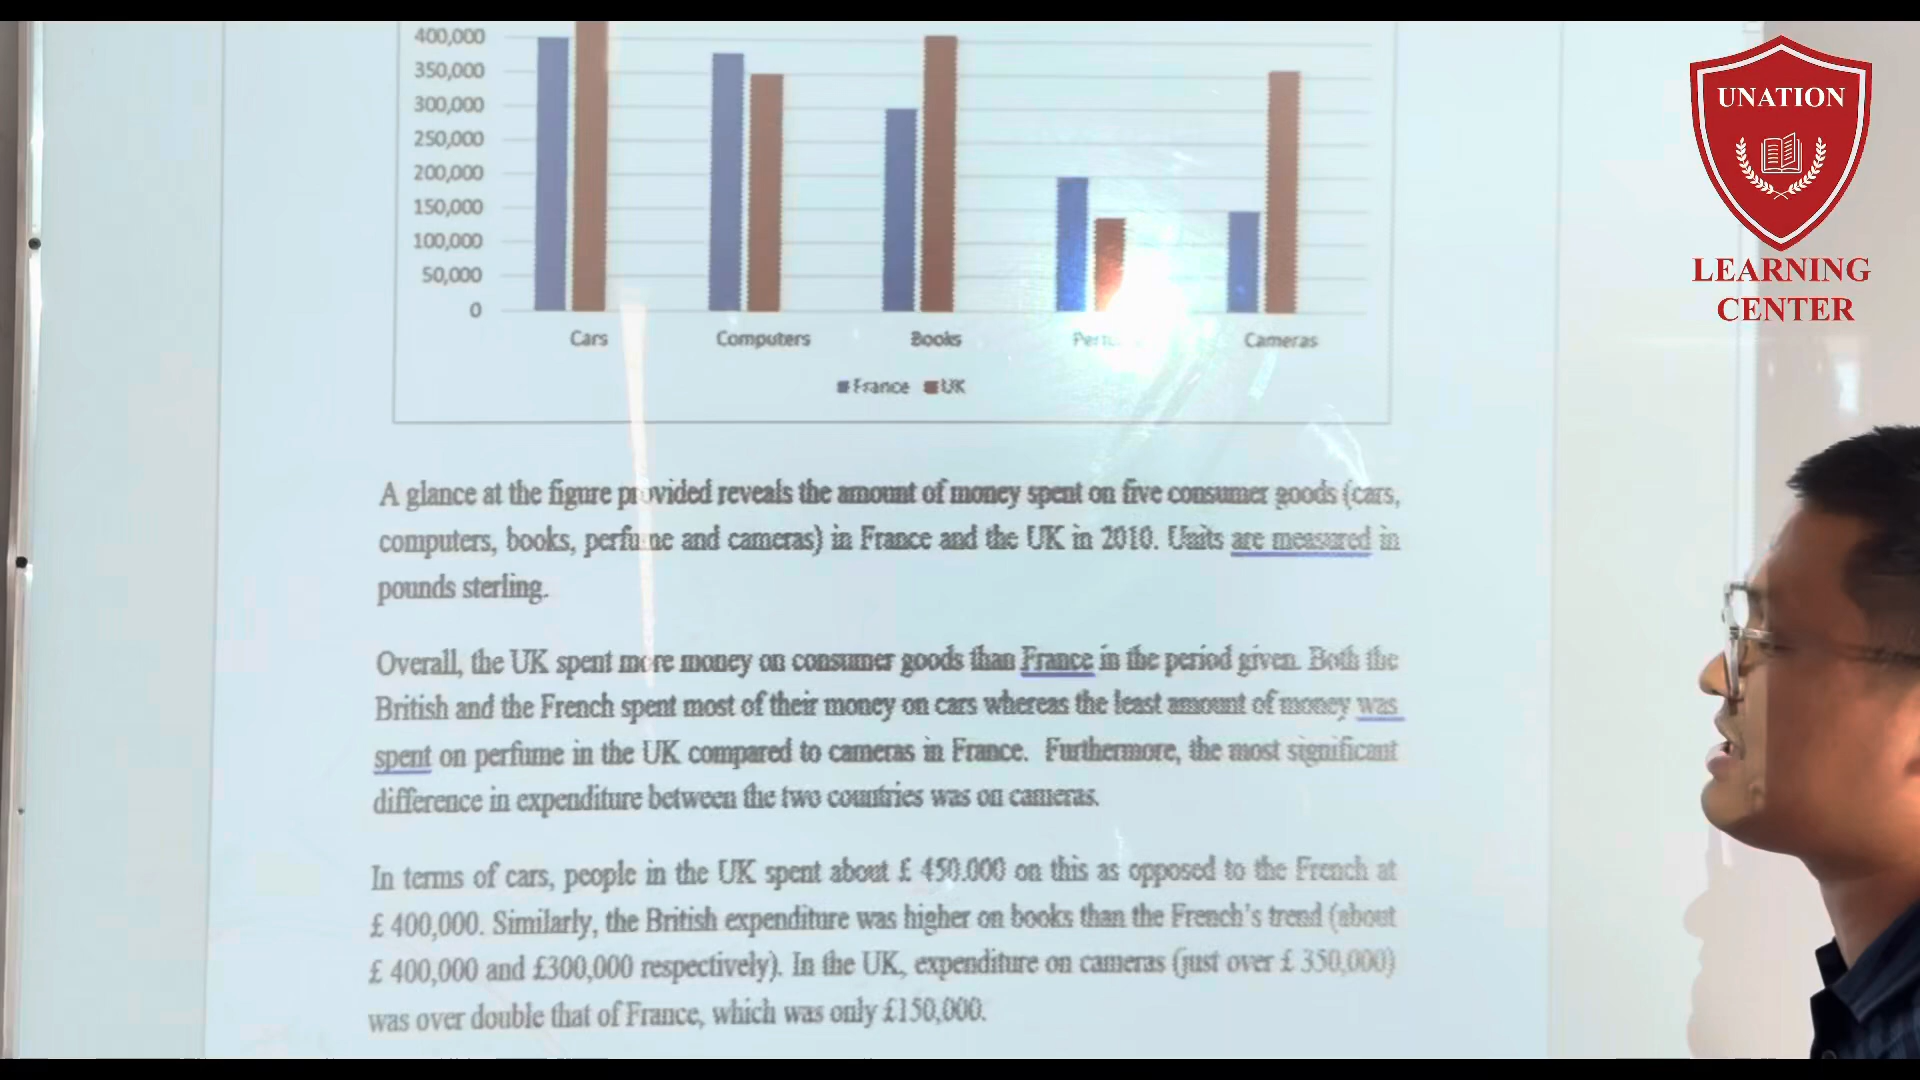 400,000
350,000
300,000
250,000
200,000
150,000
100,000
50,000
0
Cars Computers Books Cameras
France UK
UNATION
LEARNING
CENTER
A glance at the figure provided reveals the amount of money spent on five consumer goods (cars,
computers, books, perfume and cameras) in France and the UK in 2010. Units are measured in
pounds sterling.
Overall, the UK spent more money on consumer goods than France in the period given. Both the
British and the French spent most of their money on cars whereas the least amount of money was
spent on perfume in the UK compared to cameras in France. Furthermore, the most significant
difference in expenditure between the two countries was on cameras.
In terms of cars, people in the UK spent about £ 450.000 on this as opposed to the French at
£ 400,000. Similarly, the British expenditure was higher on books than the French's trend (about
£ 400,000 and £300,000 respectively). In the UK, expenditure on cameras (just over £ 350,000)
was over double that of France, which was only £150,000.